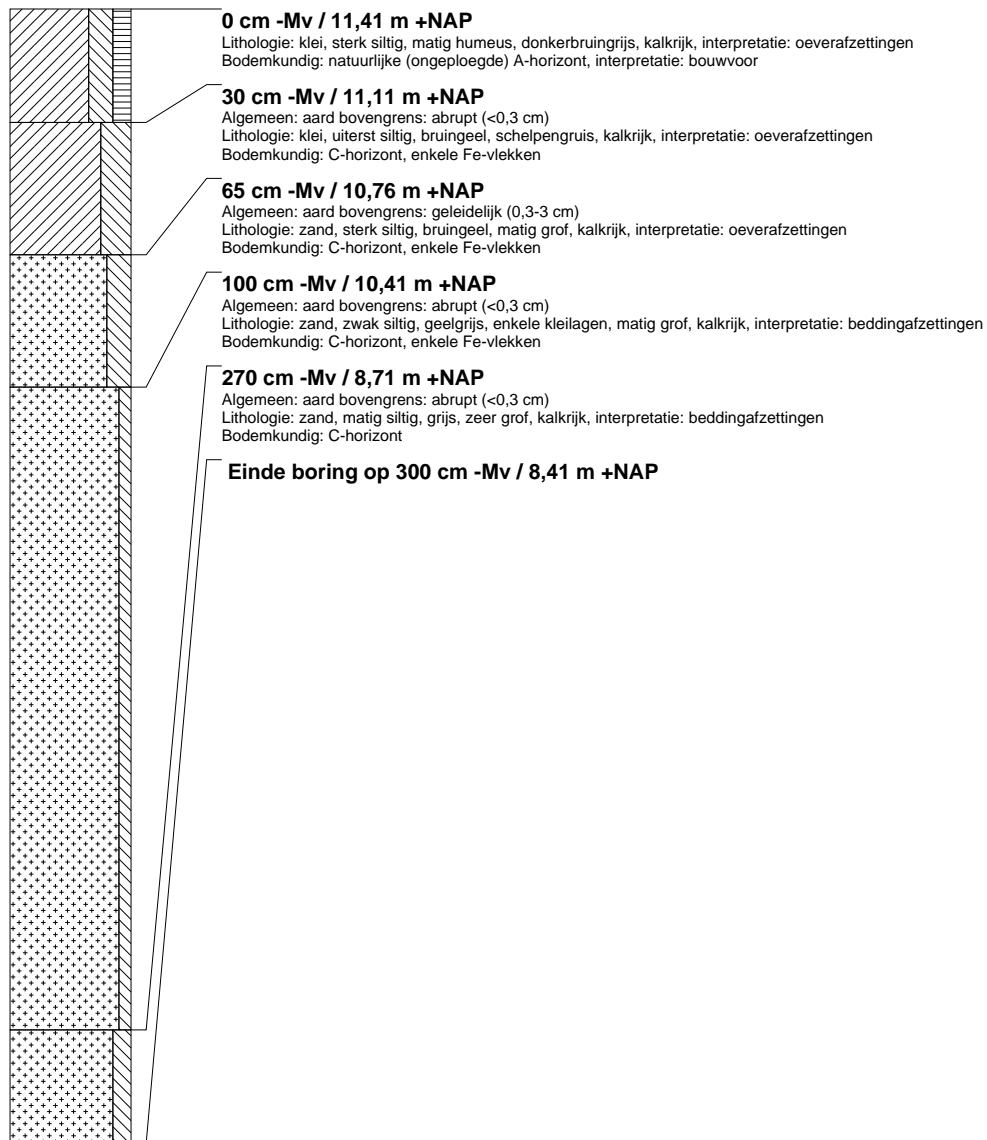 0 cm -Mv / 11,41 m +NAP
Lithologie: klei, sterk siltig, matig humeus, donkerbruingrijs, kalkrijk, interpretatie: oeverafzettingen
Bodemkundig: natuurlijke (ongeploegde) A-horizont, interpretatie: bouwvoor
30 cm -Mv / 11,11 m +NAP
Algemeen: aard bovengrens: abrupt (<0,3 cm)
Lithologie: klei, uiterst siltig, bruingeel, schelpengruis, kalkrijk, interpretatie: oeverafzettingen
Bodemkundig: C-horizont, enkele Fe-vlekken
65 cm -Mv / 10,76 m +NAP
Algemeen: aard bovengrens: geleidelijk (0,3-3 cm)
Lithologie: zand, sterk siltig, bruingeel, matig grof, kalkrijk, interpretatie: oeverafzettingen
Bodemkundig: C-horizont, enkele Fe-vlekken
100 cm -Mv / 10,41 m +NAP
Algemeen: aard bovengrens: abrupt (<0,3 cm)
Lithologie: zand, zwak siltig, geelgrijs, enkele kleilagen, matig grof, kalkrijk, interpretatie: beddingafzettingen
Bodemkundig: C-horizont, enkele Fe-vlekken
270 cm -Mv / 8,71 m +NAP
Algemeen: aard bovengrens: abrupt (<0,3 cm)
Lithologie: zand, matig siltig, grijs, zeer grof, kalkrijk, interpretatie: beddingafzettingen
Bodemkundig: C-horizont
Einde boring op 300 cm -Mv / 8,41 m +NAP